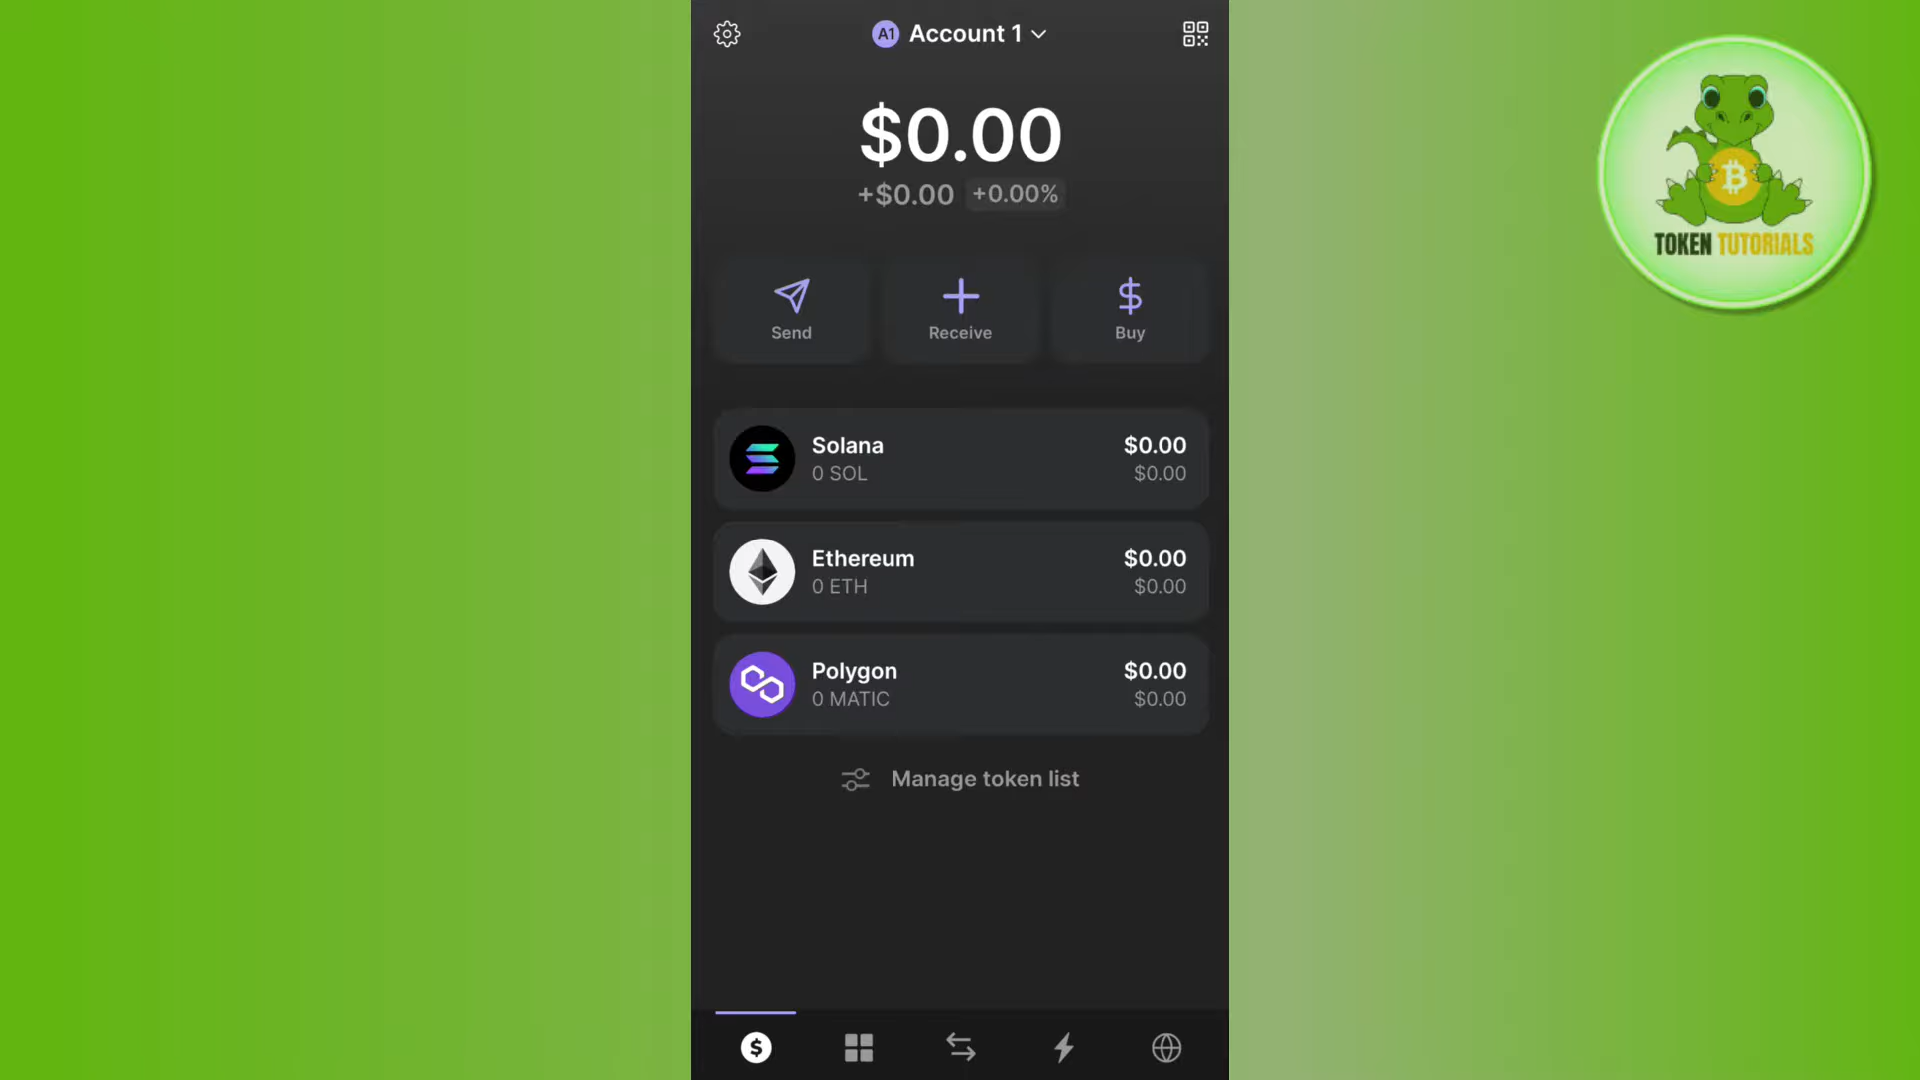 A1 Account 1
$0.00
+$0.00 +0.00%
Send
Receive
Buy
Solana
$0.00
0 SOL
$0.00
Ethereum
$0.00
0 ETH
$0.00
Polygon
$0.00
0 MATIC
$0.00
Manage token list
TOKEN TUTORIALS